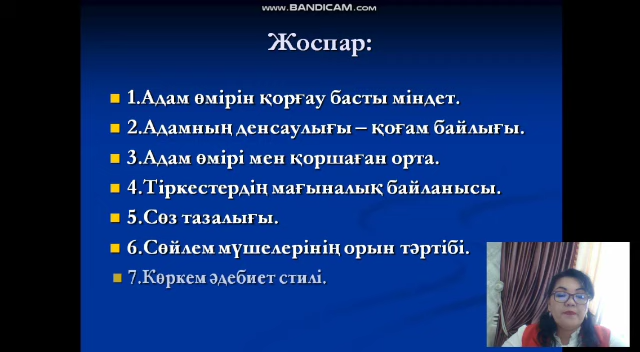 WWW.BANDICAM.COM
Жоспар:
1.Адам өмірін қорғау басты міндет.
2.Адамның денсаулығы – қоғам байлығы.
3.Адам өмірі мен қоршаған орта.
4.Тіркестердің мағыналық байланысы.
5.Сөз тазалығы.
6.Сөйлем мүшелерінің орын тәртібі.
7.Көркем әдебиет стилі.